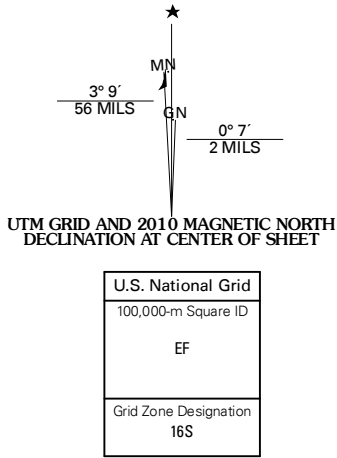 ★
MN
3° 9´
56 MILS
GN
0° 7´
2 MILS
UTM GRID AND 2010 MAGNETIC NORTH
DECLINATION AT CENTER OF SHEET
U.S. National Grid
100,000-m Square ID
EF
Grid Zone Designation
16S